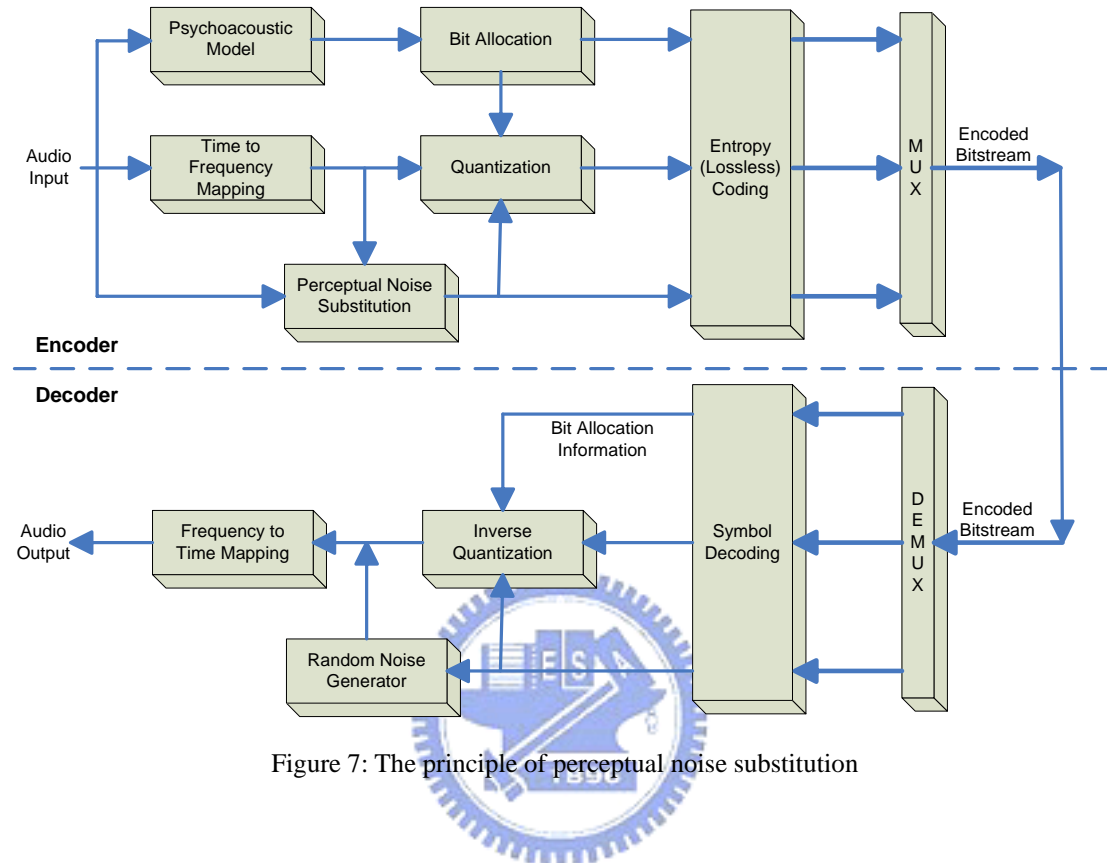 Psychoacoustic
Model
Bit Allocation
Audio
Input
Time to
Frequency
Mapping
Quantization
Entropy
(Lossless)
Coding
M
U
X
Encoded
Bitstream
Perceptual Noise
Substitution
Encoder
Decoder
Bit Allocation
Information
Audio
Output
Frequency to
Time Mapping
Inverse
Quantization
Symbol
Decoding
D
E
M
U
X
Encoded
Bitstream
Random Noise
Generator
E S A
Figure 7: The principle of perceptual noise substitution
1896